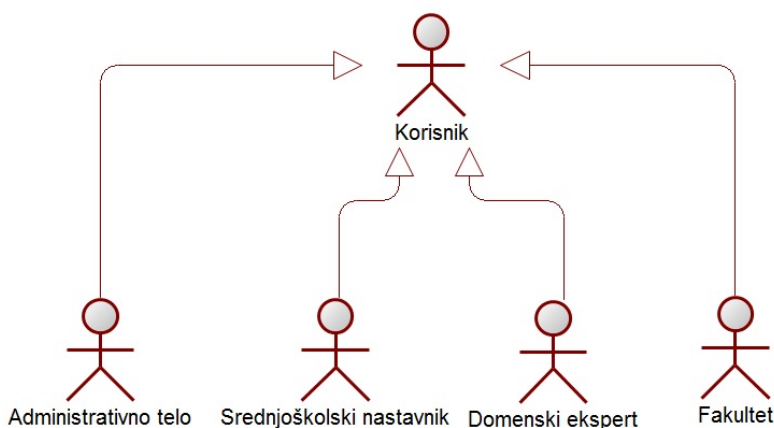 Korisnik
Administrativno telo
Srednjoškolski nastavnik
Domenski ekspert
Fakultet